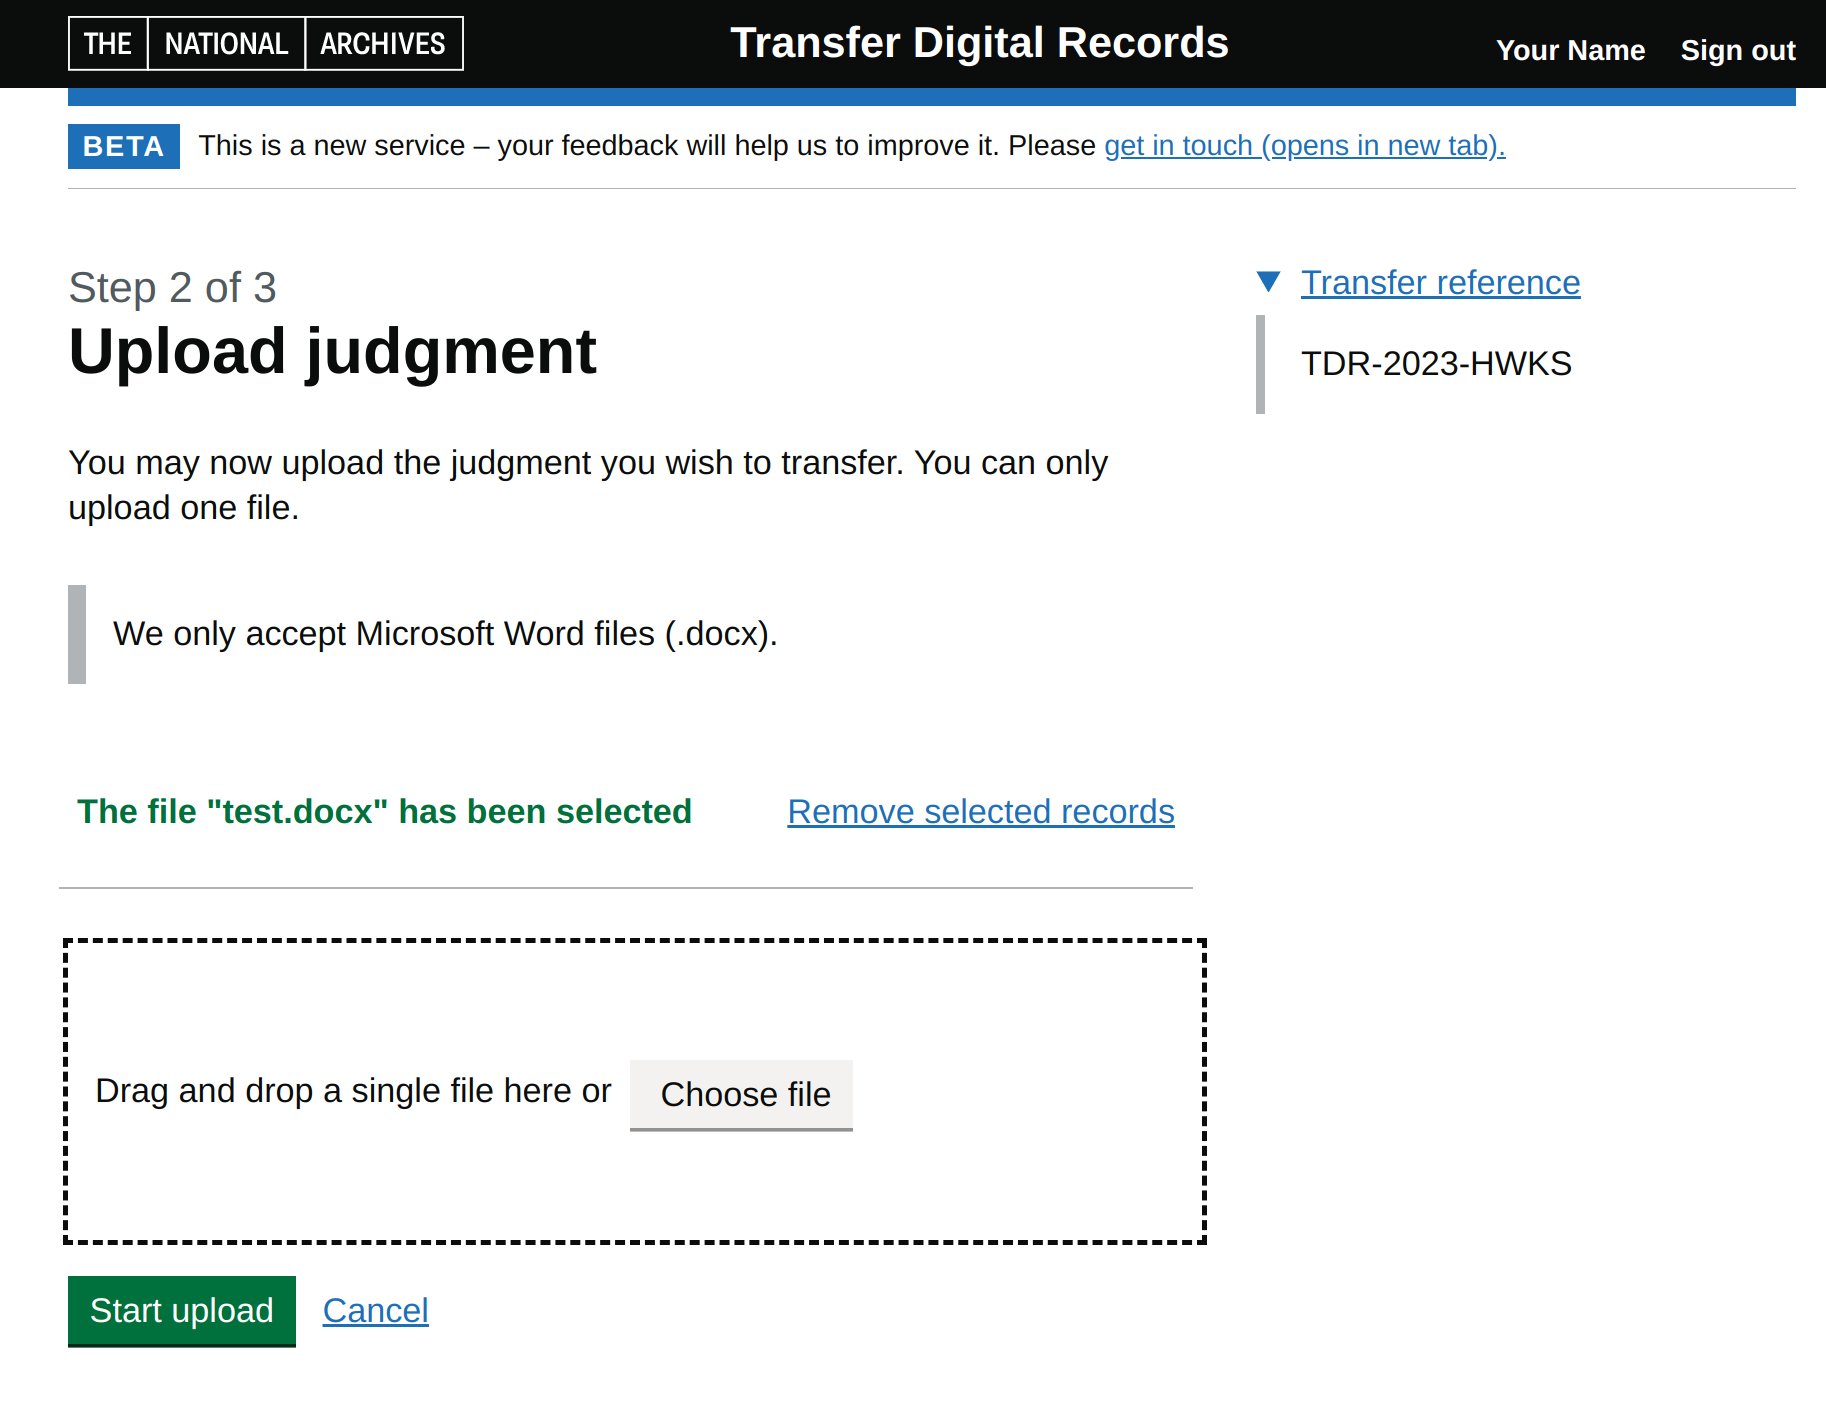 THE NATIONAL ARCHIVES
Transfer Digital Records
Your Name Sign out
BETA This is a new service – your feedback will help us to improve it. Please get in touch (opens in new tab).
Step 2 of 3
Upload judgment
Transfer reference
TDR-2023-HWKS
You may now upload the judgment you wish to transfer. You can only
upload one file.
We only accept Microsoft Word files (.docx).
The file "test.docx" has been selected Remove selected records
Drag and drop a single file here or Choose file
Start upload Cancel